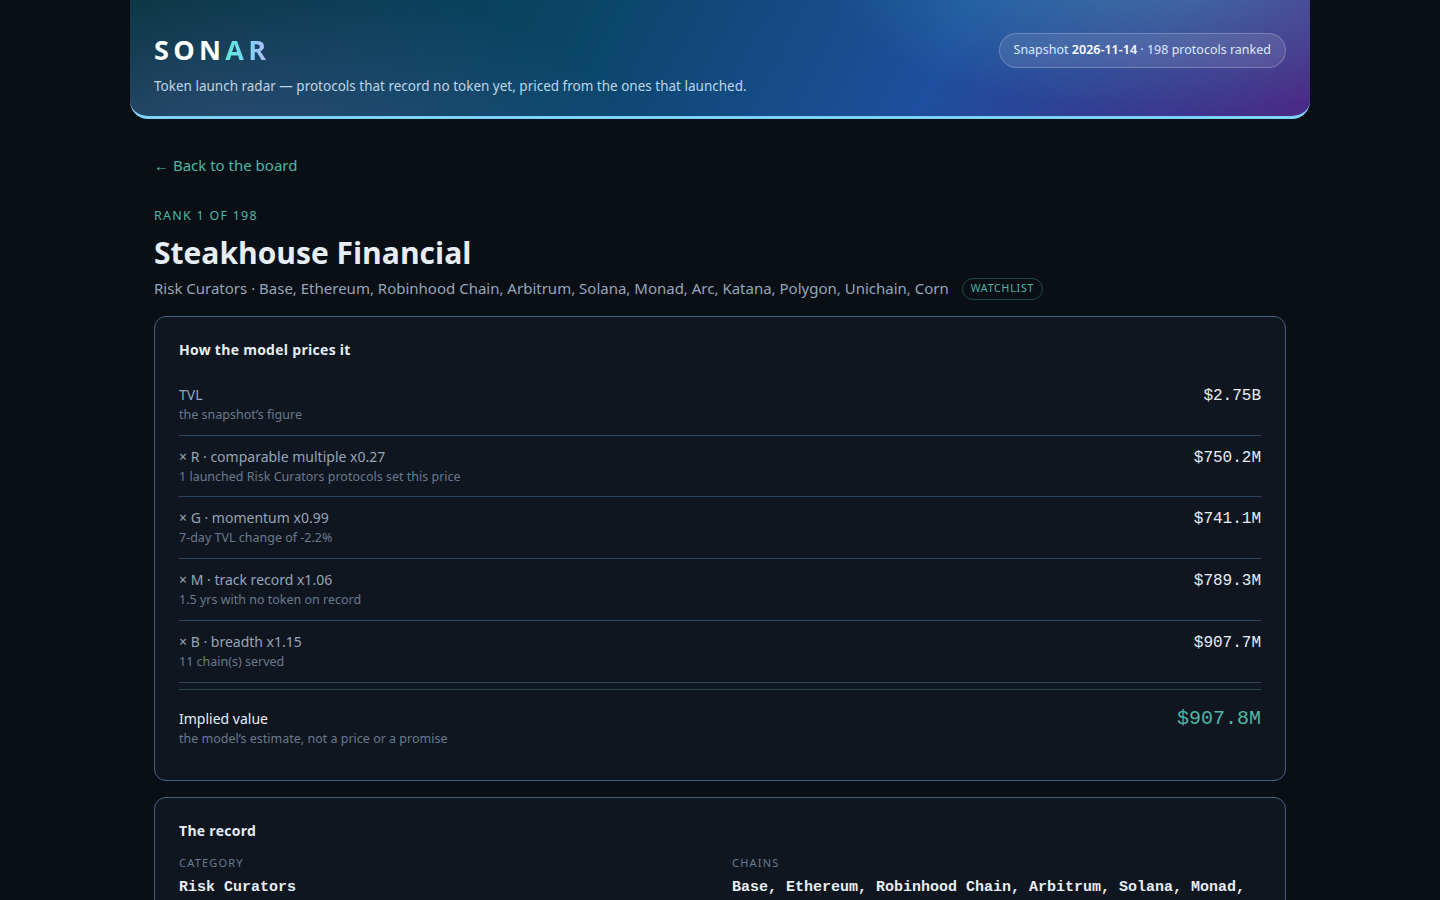 SONAR
Snapshot 2026-11-14 · 198 protocols ranked
Token launch radar — protocols that record no token yet, priced from the ones that launched.
← Back to the board
RANK 1 OF 198
Steakhouse Financial
Risk Curators · Base, Ethereum, Robinhood Chain, Arbitrum, Solana, Monad, Arc, Katana, Polygon, Unichain, Corn WATCHLIST
How the model prices it
TVL $2.75B
the snapshot’s figure
× R · comparable multiple x0.27 $750.2M
1 launched Risk Curators protocols set this price
× G · momentum x0.99 $741.1M
7-day TVL change of -2.2%
× M · track record x1.06 $789.3M
1.5 yrs with no token on record
× B · breadth x1.15 $907.7M
11 chain(s) served
Implied value $907.8M
the model’s estimate, not a price or a promise
The record
CATEGORY CHAINS
Risk Curators Base, Ethereum, Robinhood Chain, Arbitrum, Solana, Monad,